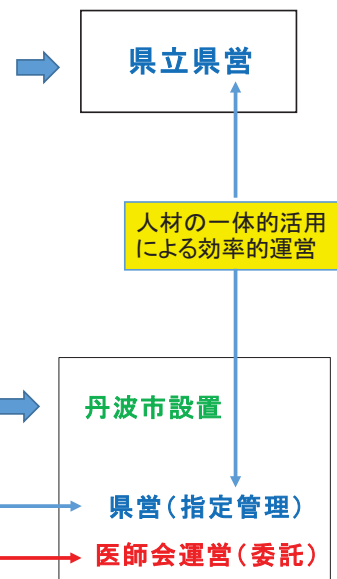 県立県営
人材の一体的活用
による効率的運営
丹波市設置
県営(指定管理)
医師会運営(委託)